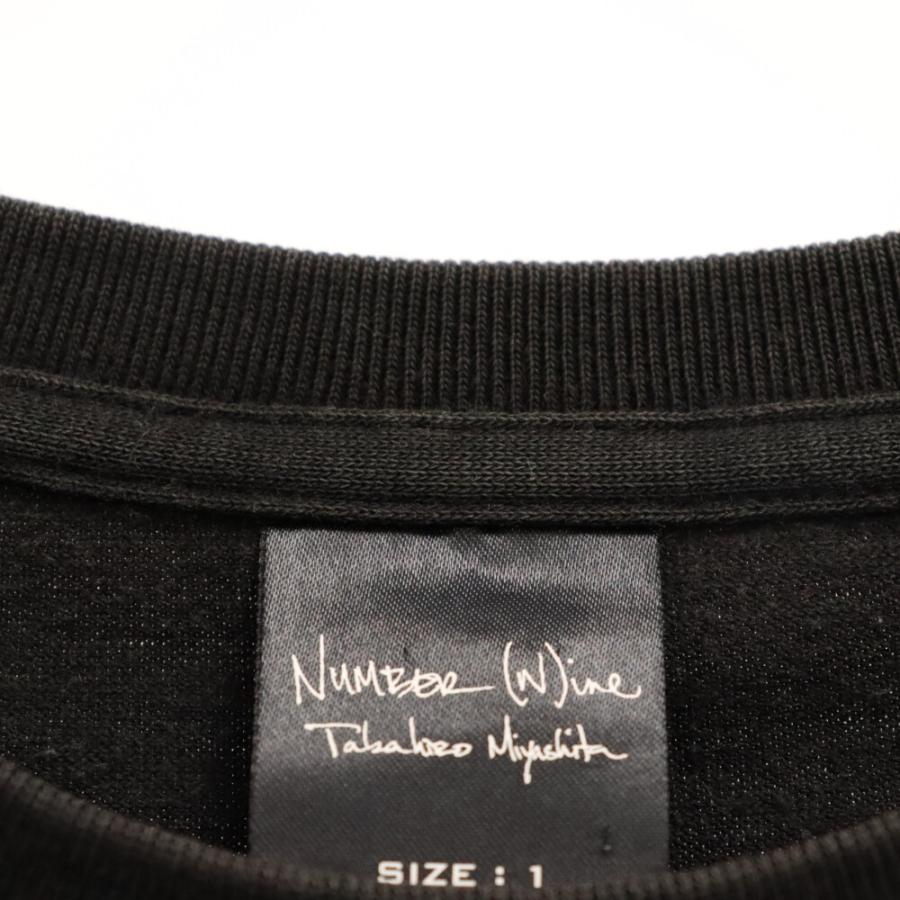 NUMBER (N)ine
Takahiro Miyashita
SIZE : 1